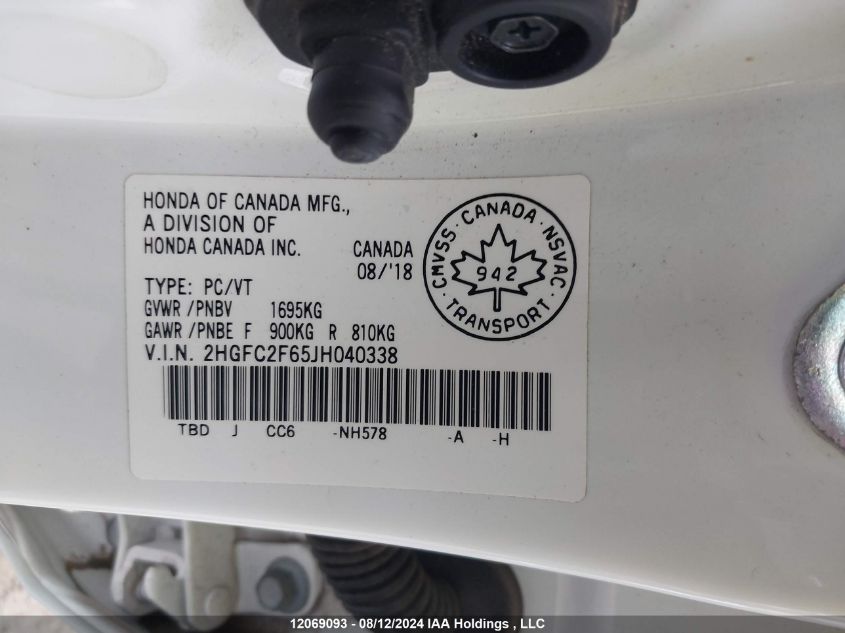 HONDA OF CANADA MFG.,
A DIVISION OF
HONDA CANADA INC.
CANADA
08/'18
CMVSS · CANADA · NSVAC
942
· TRANSPORT ·
TYPE: PC/VT
GVWR /PNBV 1695KG
GAWR /PNBE F 900KG R 810KG
V.I.N. 2HGFC2F65JH040338
TBD J CC6 -NH578 -A -H
12069093 - 08/12/2024 IAA Holdings , LLC